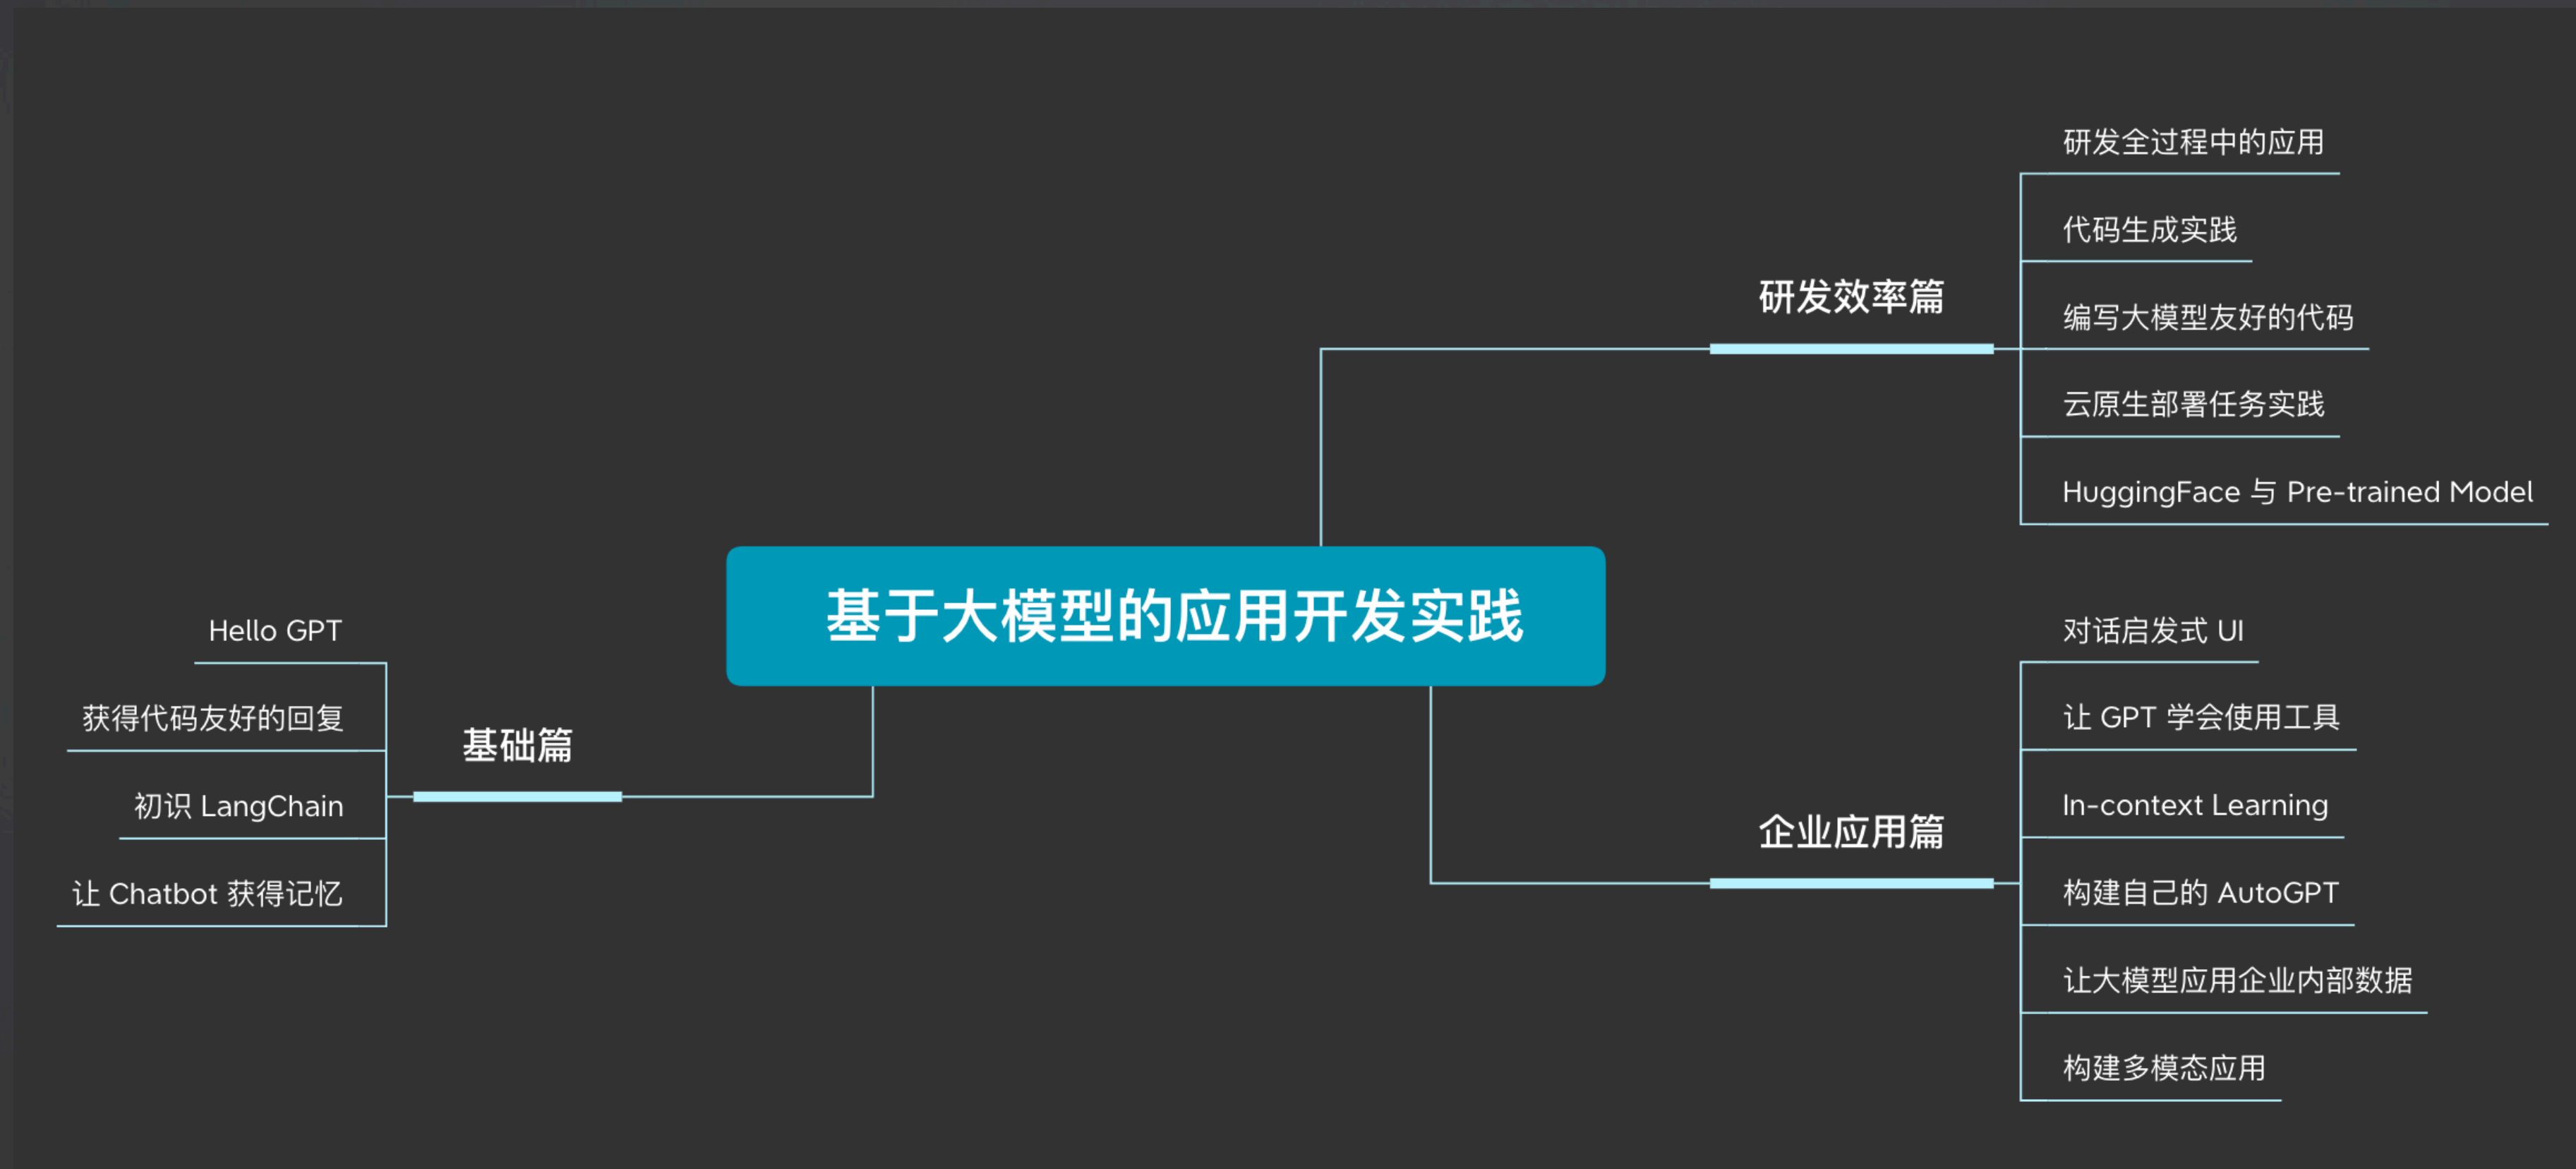 基于大模型的应用开发实践
基础篇
Hello GPT
获得代码友好的回复
初识 LangChain
让 Chatbot 获得记忆
研发效率篇
研发全过程中的应用
代码生成实践
编写大模型友好的代码
云原生部署任务实践
HuggingFace 与 Pre-trained Model
企业应用篇
对话启发式 UI
让 GPT 学会使用工具
In-context Learning
构建自己的 AutoGPT
让大模型应用企业内部数据
构建多模态应用